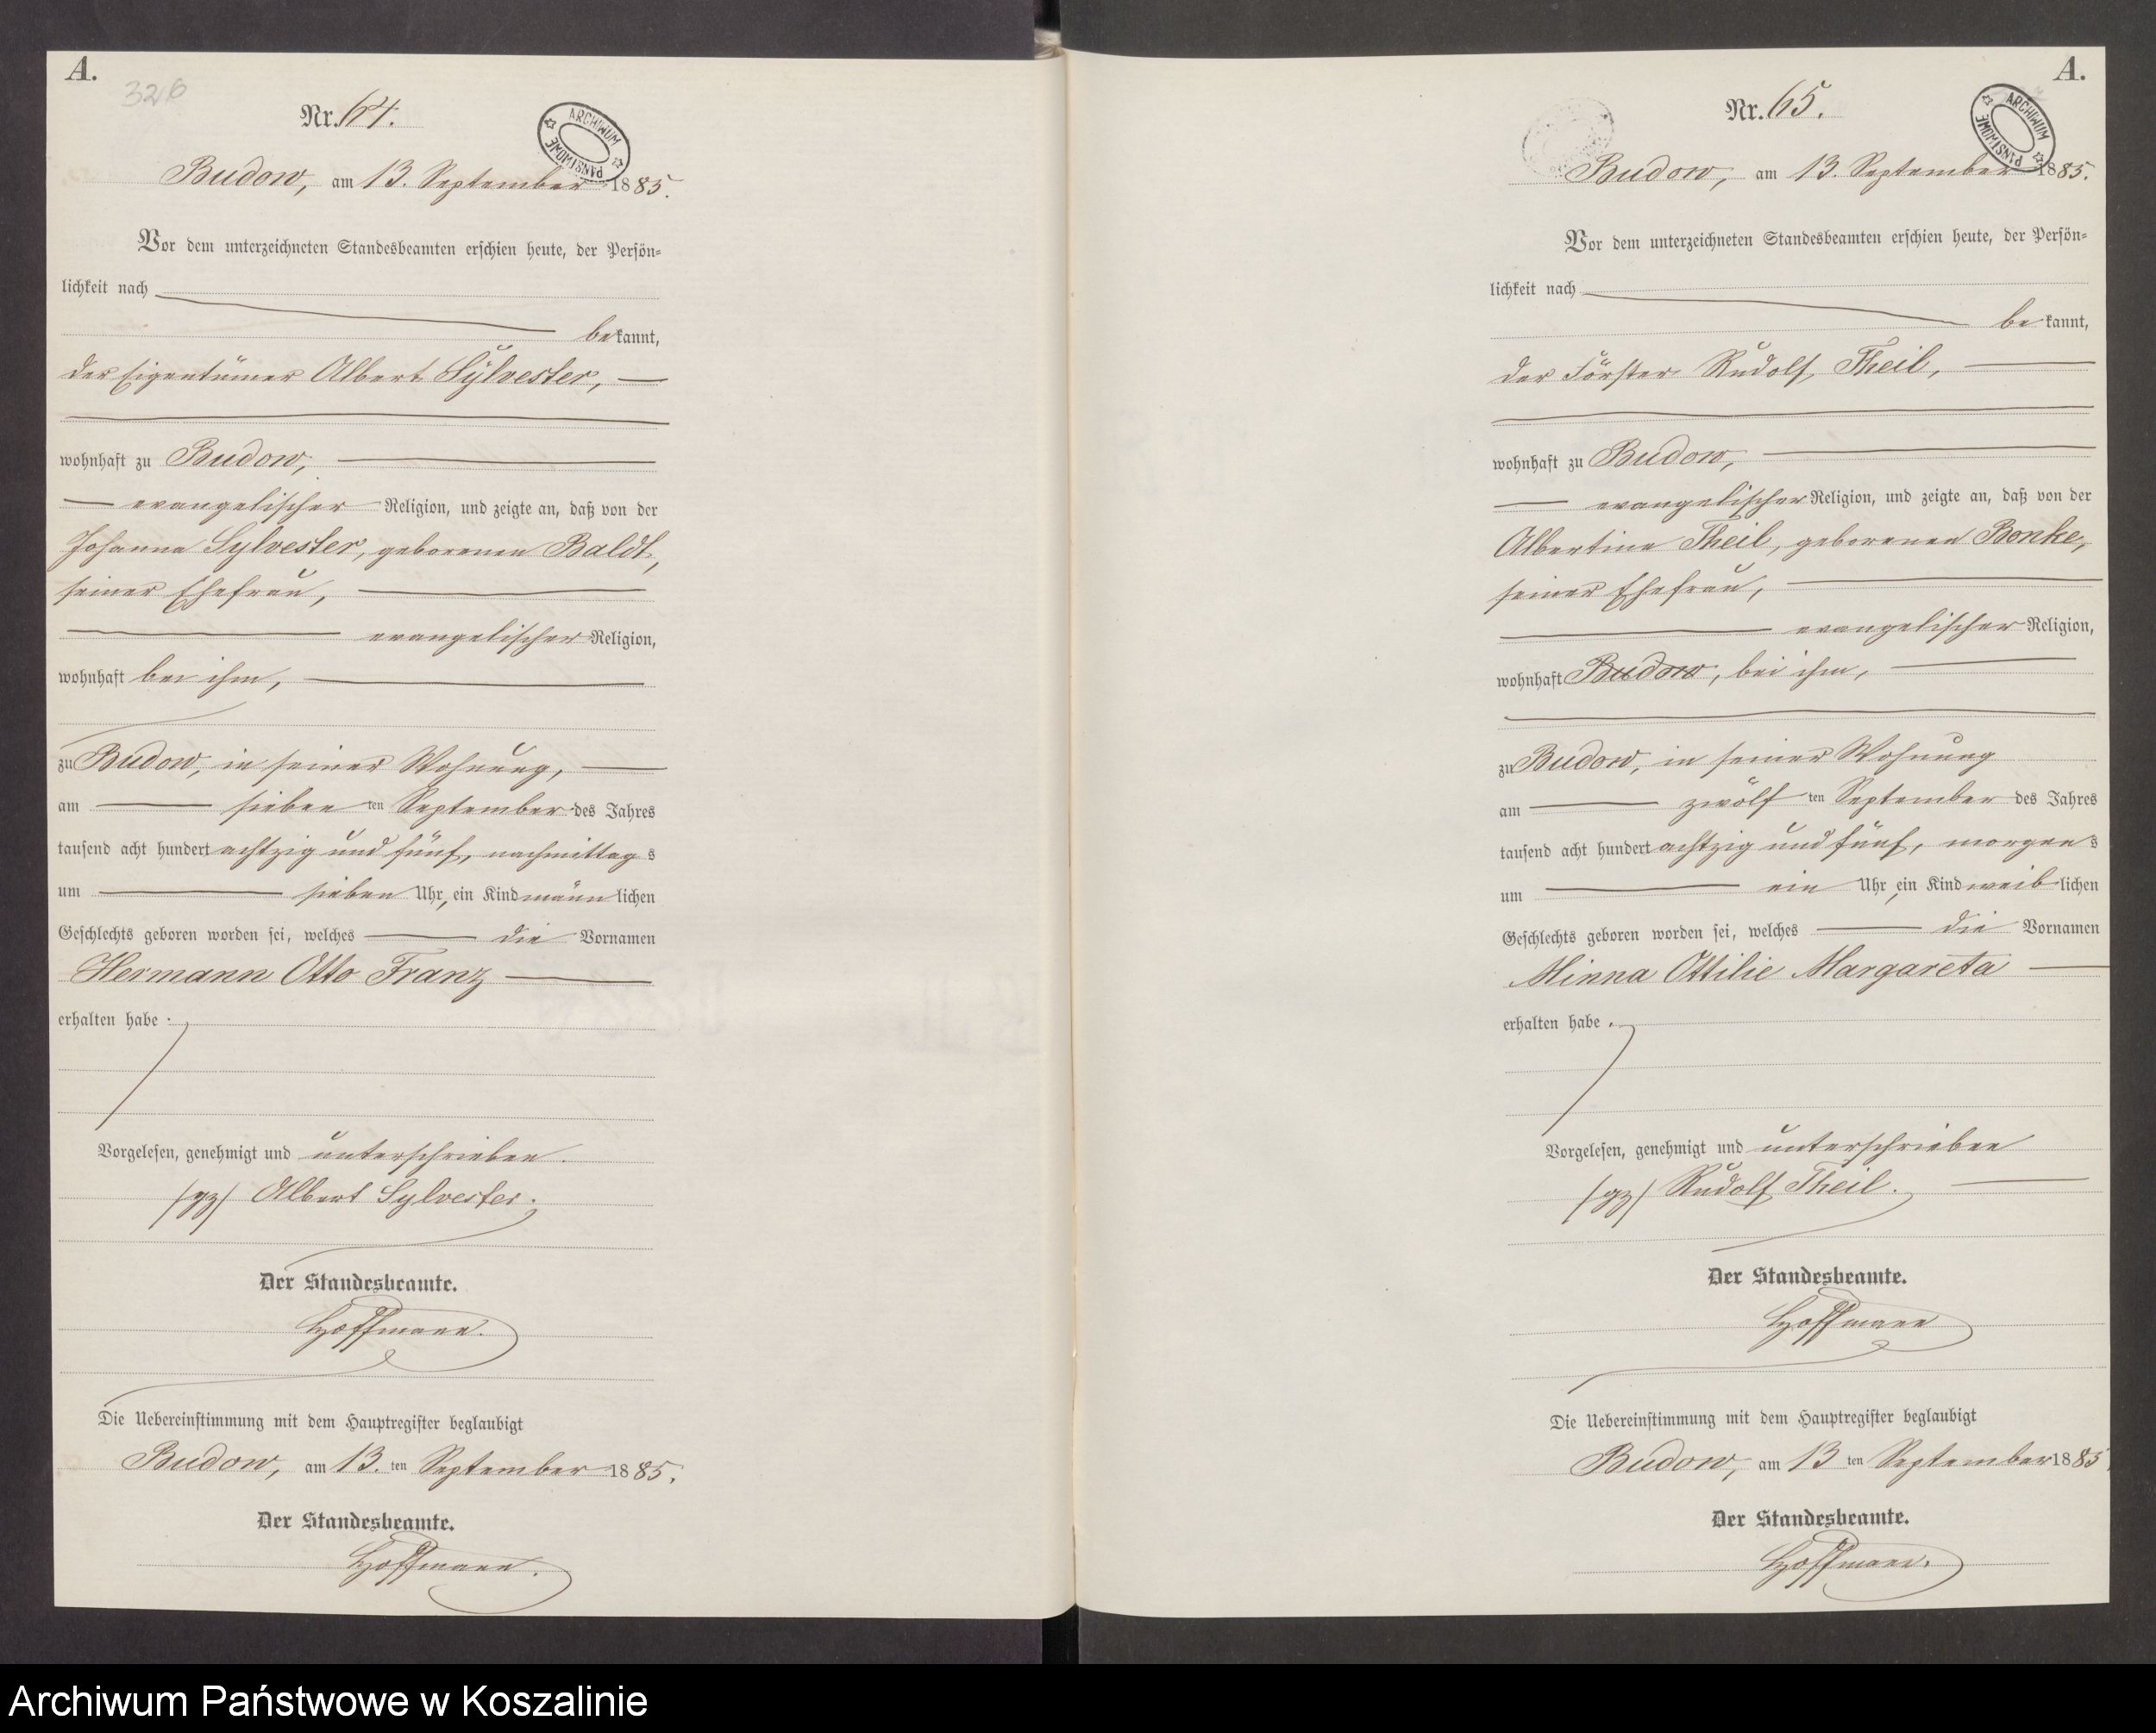 A.
326
Nr. 64.
ARCHIWUM PAŃSTWOWE
Budow, am 13. September 1885.
Vor dem unterzeichneten Standesbeamten erschien heute, der Persön-
lichkeit nach
bekannt,
der Eigentümer Albert Sylvester,
wohnhaft zu Budow,
evangelischer Religion, und zeigte an, daß von der
Johanna Sylvester, geborenen Baldt,
seiner Ehefrau,
evangelischer Religion,
wohnhaft bei ihm,
zu Budow, in seiner Wohnung,
am sieben ten September des Jahres
tausend acht hundert achtzig und fünf, nachmittag s
um sieben Uhr, ein Kind männlichen
Geschlechts geboren worden sei, welches die Vornamen
Hermann Otto Franz
erhalten habe.
Vorgelesen, genehmigt und unterschrieben.
/gz/ Albert Sylvester.
Der Standesbeamte.
Hoffmann.
Die Uebereinstimmung mit dem Hauptregister beglaubigt
Budow, am 13. ten September 1885.
Der Standesbeamte.
Hoffmann.
A.
Nr. 65.
ARCHIWUM PAŃSTWOWE
Budow, am 13. September 1885.
Vor dem unterzeichneten Standesbeamten erschien heute, der Persön-
lichkeit nach
bekannt,
der Förster Rudolf Theil,
wohnhaft zu Budow,
evangelischer Religion, und zeigte an, daß von der
Albertine Theil, geborenen Bonke,
seiner Ehefrau,
evangelischer Religion,
wohnhaft Budow, bei ihm,
zu Budow, in seiner Wohnung
am zwölf ten September des Jahres
tausend acht hundert achtzig und fünf, morgens
um ein Uhr, ein Kind weiblichen
Geschlechts geboren worden sei, welches die Vornamen
Minna Ottilie Margareta
erhalten habe.
Vorgelesen, genehmigt und unterschrieben
/gz/ Rudolf Theil.
Der Standesbeamte.
Hoffmann
Die Uebereinstimmung mit dem Hauptregister beglaubigt
Budow, am 13 ten September 1885
Der Standesbeamte.
Hoffmann.
Archiwum Państwowe w Koszalinie